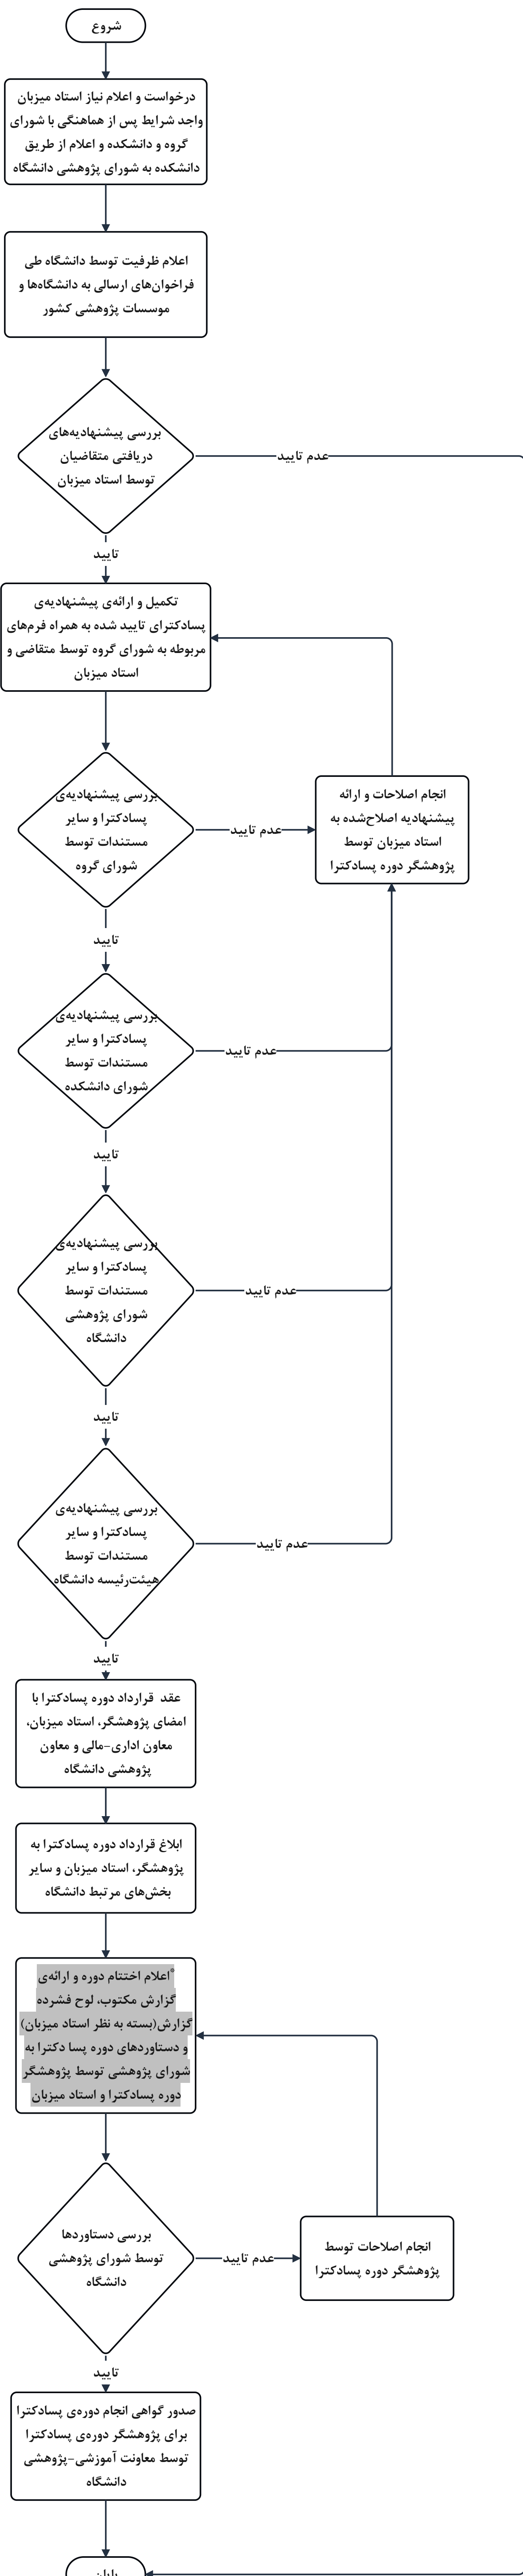 شروع
درخواست و اعلام نیاز استاد میزبان
واجد شرایط پس از هماهنگی با شورای
گروه و دانشکده و اعلام از طریق
دانشکده به شورای پژوهشی دانشگاه
اعلام ظرفیت توسط دانشگاه طی
فراخوان‌های ارسالی به دانشگاه‌ها و
موسسات پژوهشی کشور
بررسی پیشنهادیه‌های
دریافتی متقاضیان
توسط استاد میزبان
عدم تایید
تایید
تکمیل و ارائه‌ی پیشنهادیه‌ی
پسادکترای تایید شده به همراه فرم‌های
مربوطه به شورای گروه توسط متقاضی و
استاد میزبان
بررسی پیشنهادیه‌ی
پسادکترا و سایر
مستندات توسط
شورای گروه
عدم تایید
انجام اصلاحات و ارائه
پیشنهادیه اصلاح‌شده به
استاد میزبان توسط
پژوهشگر دوره پسادکترا
تایید
بررسی پیشنهادیه‌ی
پسادکترا و سایر
مستندات توسط
شورای دانشکده
عدم تایید
تایید
بررسی پیشنهادیه‌ی
پسادکترا و سایر
مستندات توسط
شورای پژوهشی
دانشگاه
عدم تایید
تایید
بررسی پیشنهادیه‌ی
پسادکترا و سایر
مستندات توسط
هیئت‌رئیسه دانشگاه
عدم تایید
تایید
عقد قرارداد دوره پسادکترا با
امضای پژوهشگر، استاد میزبان،
معاون اداری-مالی و معاون
پژوهشی دانشگاه
ابلاغ قرارداد دوره پسادکترا به
پژوهشگر، استاد میزبان و سایر
بخش‌های مرتبط دانشگاه
*اعلام اختتام دوره و ارائه‌ی
گزارش مکتوب، لوح فشرده
گزارش(بسته به نظر استاد میزبان)
و دستاوردهای دوره پسا دکترا به
شورای پژوهشی توسط پژوهشگر
دوره پسادکترا و استاد میزبان
بررسی دستاوردها
توسط شورای پژوهشی
دانشگاه
عدم تایید
انجام اصلاحات توسط
پژوهشگر دوره پسادکترا
تایید
صدور گواهی انجام دوره‌ی پسادکترا
برای پژوهشگر دوره‌ی پسادکترا
توسط معاونت آموزشی-پژوهشی
دانشگاه
پایان